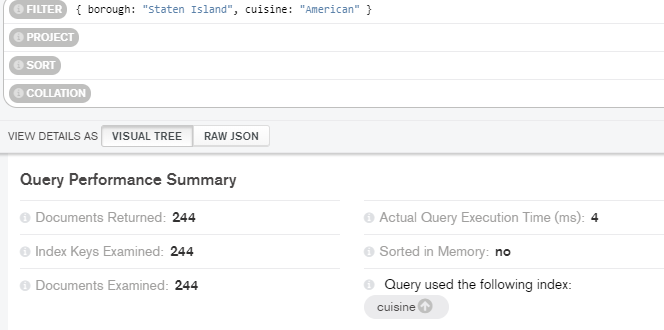 FILTER { borough: "Staten Island", cuisine: "American" }
PROJECT
SORT
COLLATION
VIEW DETAILS AS VISUAL TREE RAW JSON
Query Performance Summary
Documents Returned: 244
Index Keys Examined: 244
Documents Examined: 244
Actual Query Execution Time (ms): 4
Sorted in Memory: no
Query used the following index:
cuisine